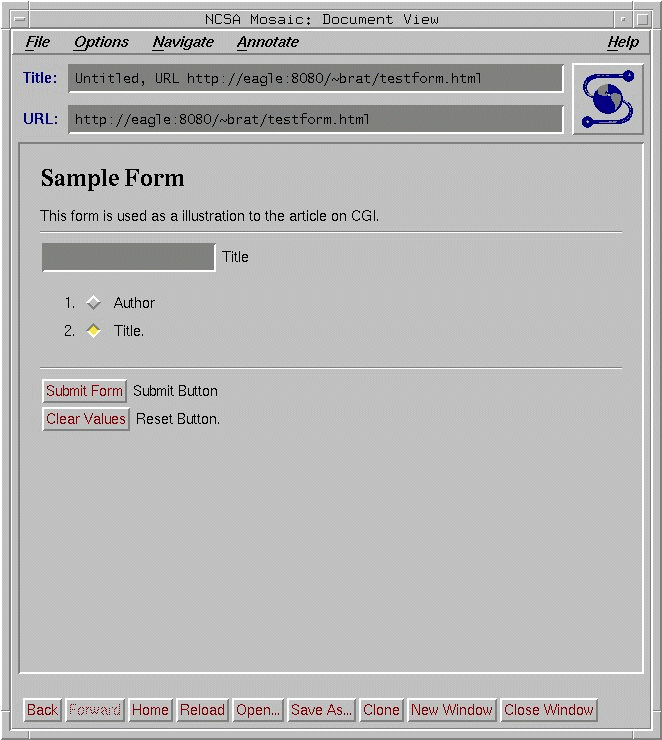 NCSA Mosaic: Document View
File Options Navigate Annotate Help
Title: Untitled, URL http://eagle:8080/~brat/testform.html
URL: http://eagle:8080/~brat/testform.html
Sample Form
This form is used as a illustration to the article on CGI.
Title
1. Author
2. Title.
Submit Form Submit Button
Clear Values Reset Button.
Back Forward Home Reload Open... Save As... Clone New Window Close Window